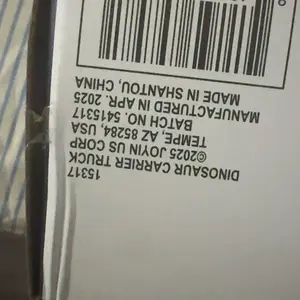 15317
DINOSAUR CARRIER TRUCK
©2025 JOYIN US CORP
TEMPE, AZ 85284, USA
BATCH NO. 5415317
MANUFACTURED IN APR. 2025
MADE IN SHANTOU, CHINA